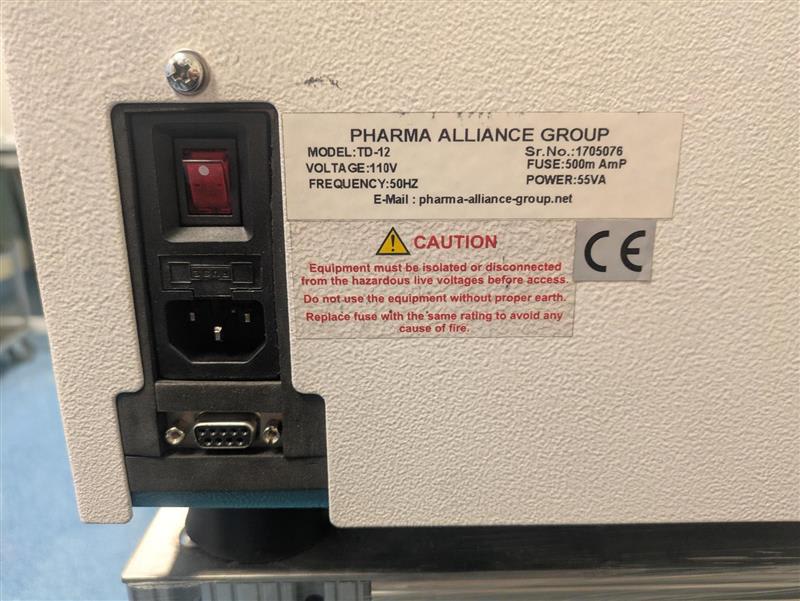 PHARMA ALLIANCE GROUP
MODEL:TD-12 Sr.No.:1705076
VOLTAGE:110V FUSE:500m AmP
FREQUENCY:50HZ POWER:55VA
E-Mail : pharma-alliance-group.net
CAUTION
Equipment must be isolated or disconnected
from the hazardous live voltages before access.
Do not use the equipment without proper earth.
Replace fuse with the same rating to avoid any
cause of fire.
CE
FUSE